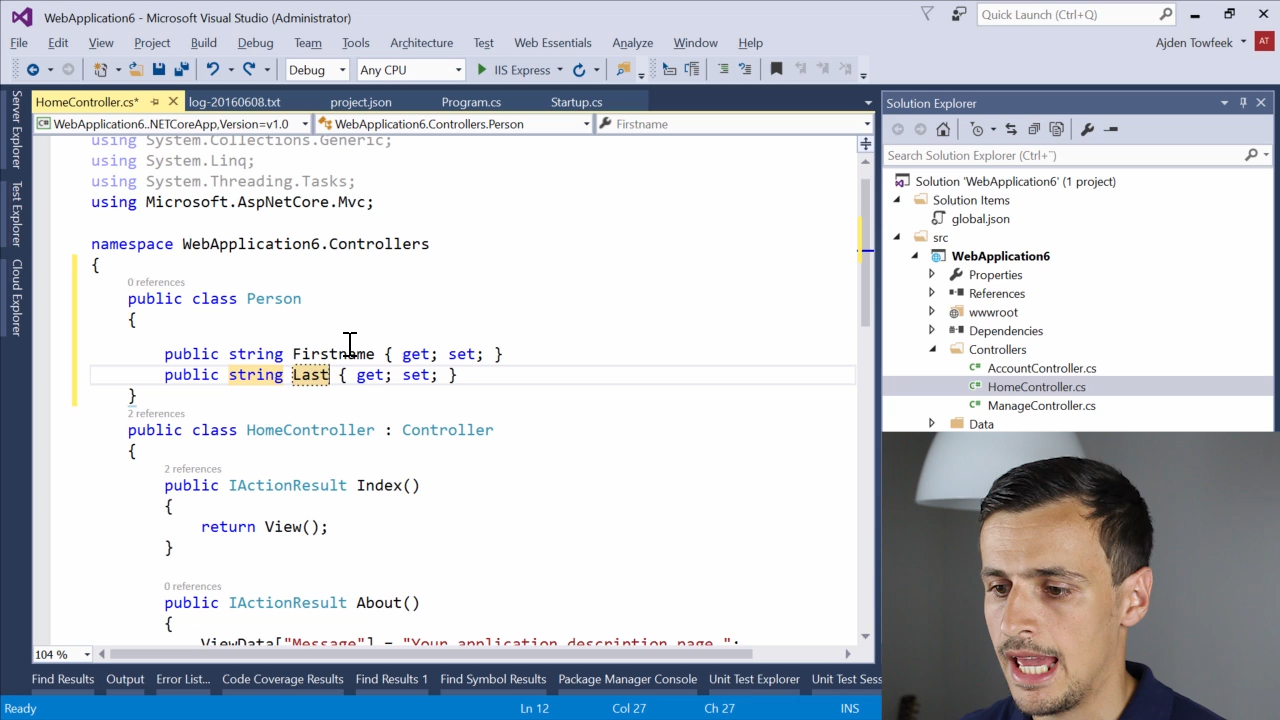 WebApplication6 - Microsoft Visual Studio (Administrator)
Quick Launch (Ctrl+Q)
File Edit View Project Build Debug Team Tools Architecture Test Web Essentials Analyze Window Help
Ajden Towfeek
AT
Debug
Any CPU
IIS Express
HomeController.cs*
log-20160608.txt
project.json
Program.cs
Startup.cs
WebApplication6..NETCoreApp,Version=v1.0
WebApplication6.Controllers.Person
Firstname
Server Explorer
Test Explorer
Cloud Explorer
using System.Collections.Generic;
using System.Linq;
using System.Threading.Tasks;
using Microsoft.AspNetCore.Mvc;
namespace WebApplication6.Controllers
{
0 references
public class Person
{
public string Firstname { get; set; }
public string Last { get; set; }
}
2 references
public class HomeController : Controller
{
2 references
public IActionResult Index()
{
return View();
}
0 references
public IActionResult About()
{
ViewData["Message"] = "Your application description page.";
104 %
Solution Explorer
Search Solution Explorer (Ctrl+¨)
Solution 'WebApplication6' (1 project)
Solution Items
global.json
src
WebApplication6
Properties
References
wwwroot
Dependencies
Controllers
AccountController.cs
HomeController.cs
ManageController.cs
Data
Find Results Output Error List... Code Coverage Results Find Results 1 Find Symbol Results Package Manager Console Unit Test Explorer Unit Test Sess
Ready
Ln 12
Col 27
Ch 27
INS